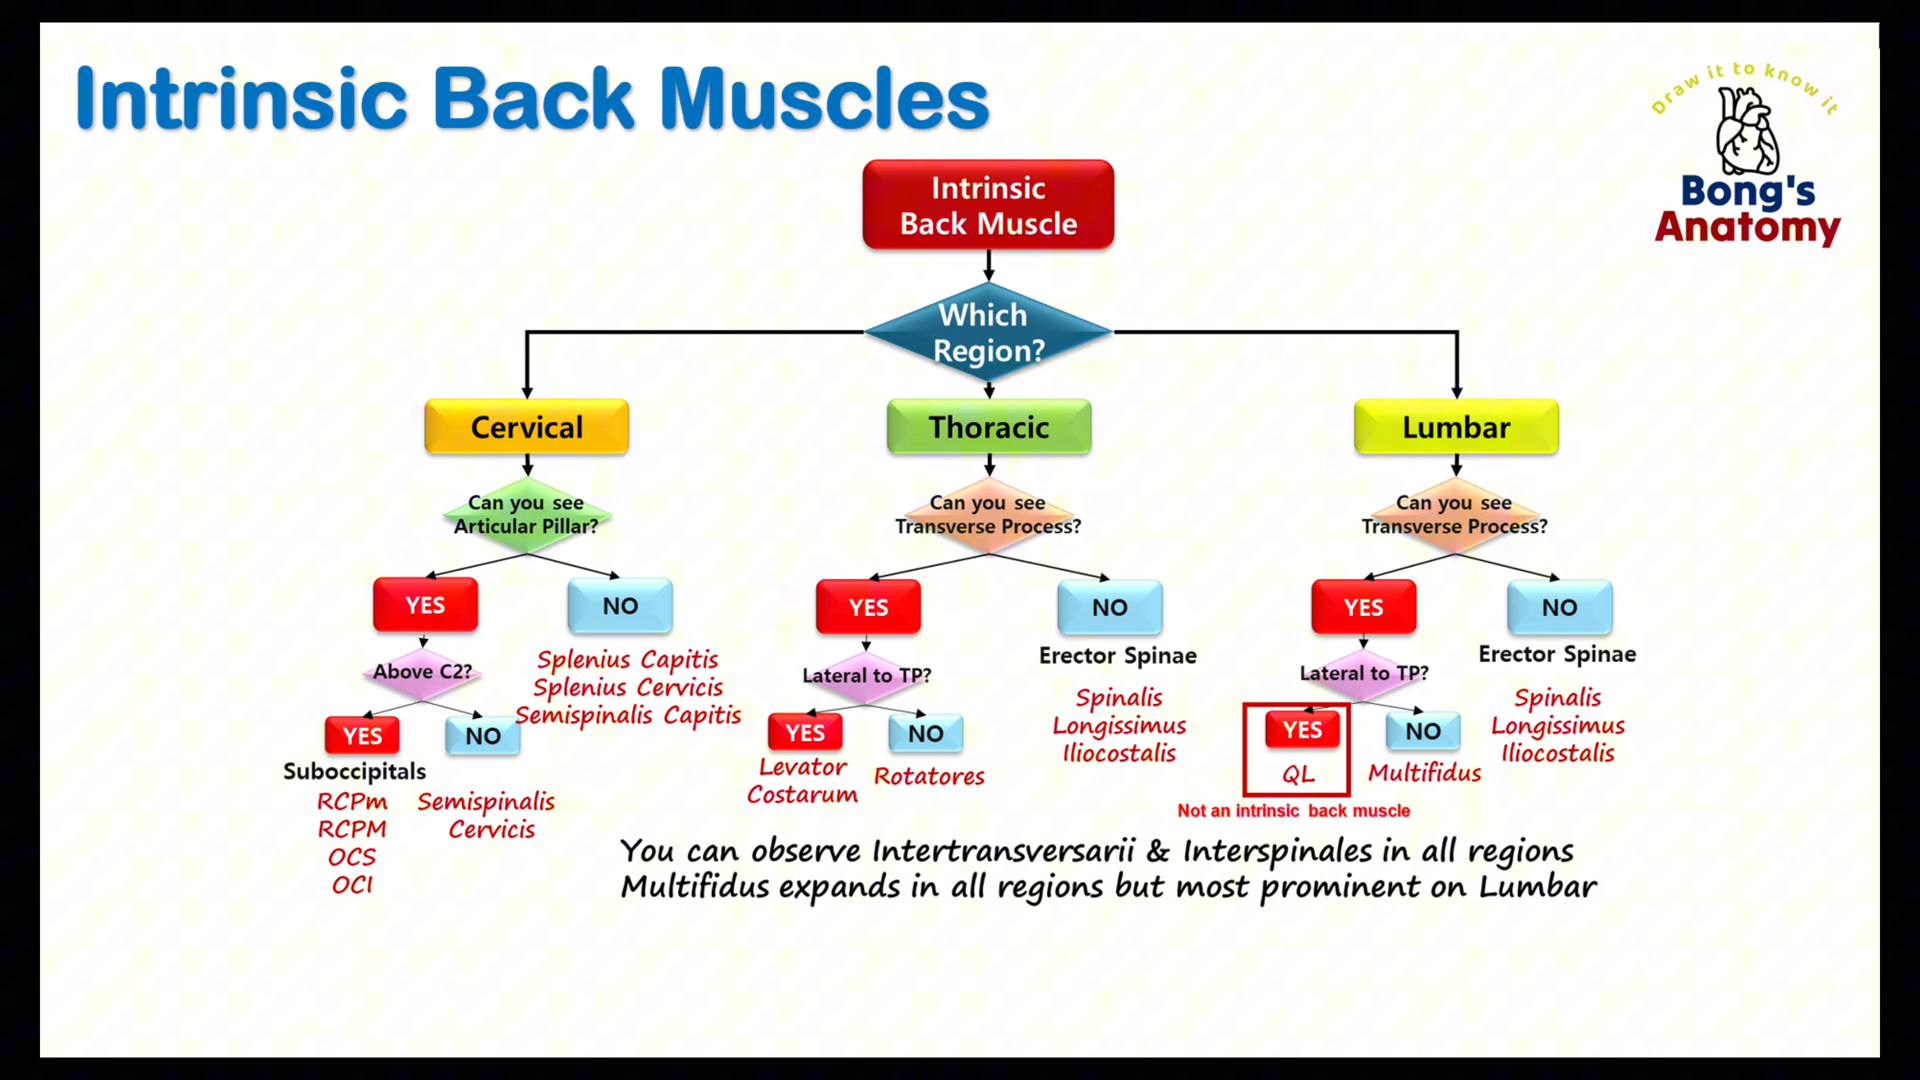 Intrinsic Back Muscles
Draw it to know it
Bong's
Anatomy
Intrinsic
Back Muscle
Which
Region?
Cervical
Thoracic
Lumbar
Can you see
Articular Pillar?
Can you see
Transverse Process?
Can you see
Transverse Process?
YES
NO
YES
NO
YES
NO
Above C2?
Splenius Capitis
Splenius Cervicis
Semispinalis Capitis
YES
NO
Suboccipitals
RCPm
RCPM
OCS
OCI
Semispinalis
Cervicis
Lateral to TP?
YES
NO
Levator
Costarum
Rotatores
Erector Spinae
Spinalis
Longissimus
Iliocostalis
Lateral to TP?
YES
NO
QL
Multifidus
Not an intrinsic back muscle
Erector Spinae
Spinalis
Longissimus
Iliocostalis
You can observe Intertransversarii & Interspinales in all regions
Multifidus expands in all regions but most prominent on Lumbar